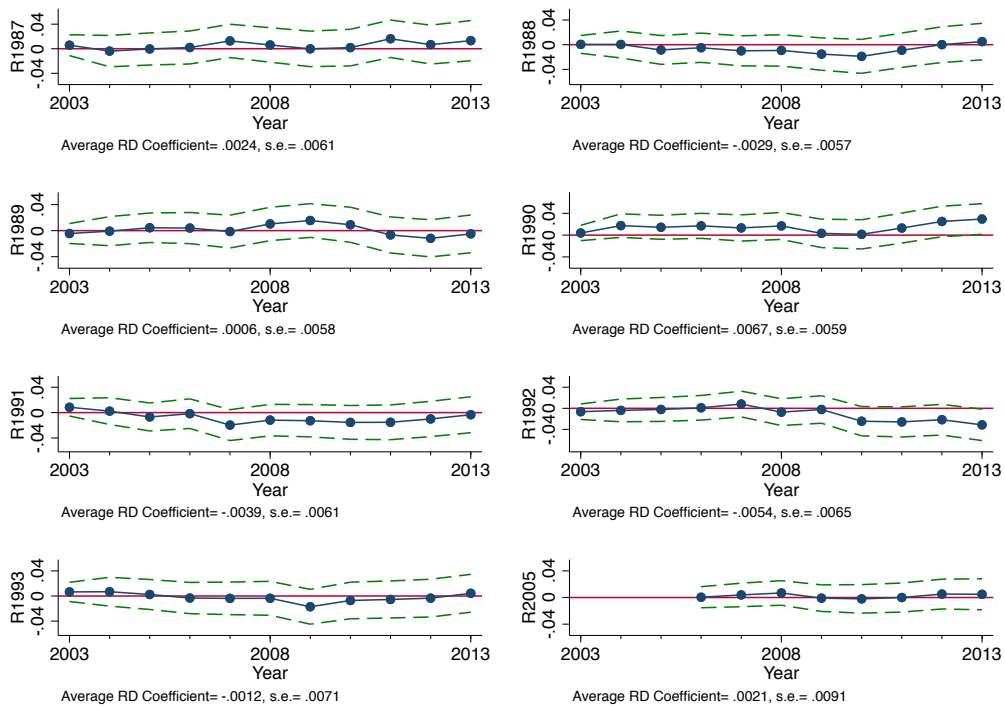 R1987
.04
0
-.04
2003 2008 2013
Year
Average RD Coefficient= .0024, s.e.= .0061
R1988
.04
0
-.04
2003 2008 2013
Year
Average RD Coefficient= -.0029, s.e.= .0057
R1989
.04
0
-.04
2003 2008 2013
Year
Average RD Coefficient= .0006, s.e.= .0058
R1990
.04
0
-.04
2003 2008 2013
Year
Average RD Coefficient= .0067, s.e.= .0059
R1991
.04
0
-.04
2003 2008 2013
Year
Average RD Coefficient= -.0039, s.e.= .0061
R1992
.04
0
-.04
2003 2008 2013
Year
Average RD Coefficient= -.0054, s.e.= .0065
R1993
.04
0
-.04
2003 2008 2013
Year
Average RD Coefficient= -.0012, s.e.= .0071
R2005
.04
0
-.04
2003 2008 2013
Year
Average RD Coefficient= .0021, s.e.= .0091